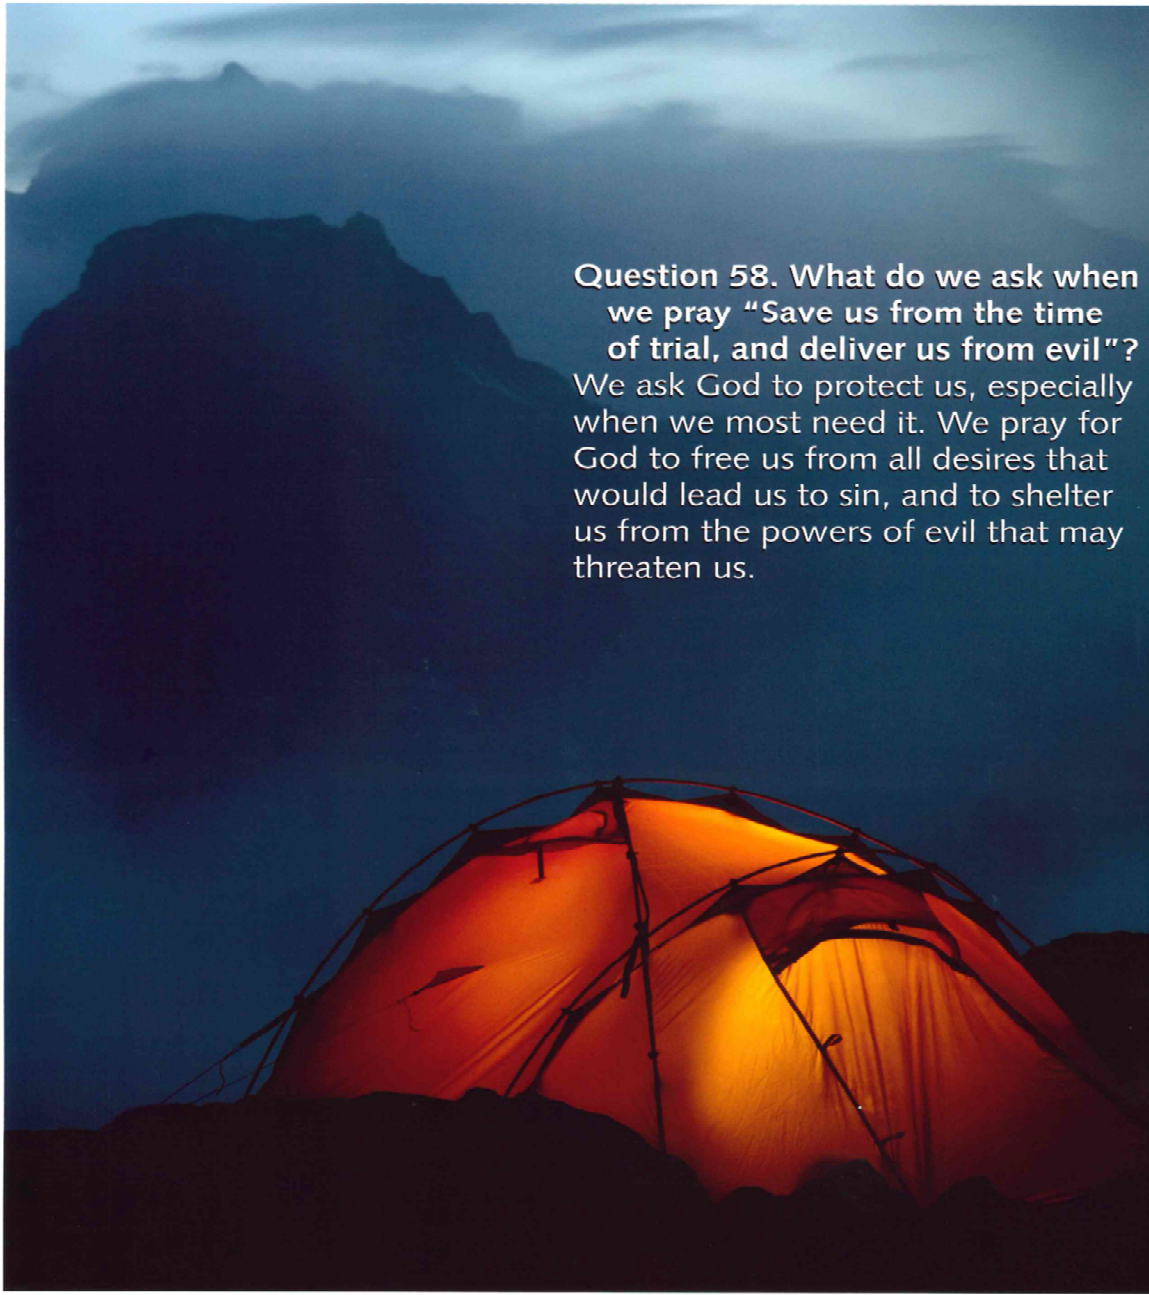 Question 58. What do we ask when
we pray “Save us from the time
of trial, and deliver us from evil”?
We ask God to protect us, especially
when we most need it. We pray for
God to free us from all desires that
would lead us to sin, and to shelter
us from the powers of evil that may
threaten us.